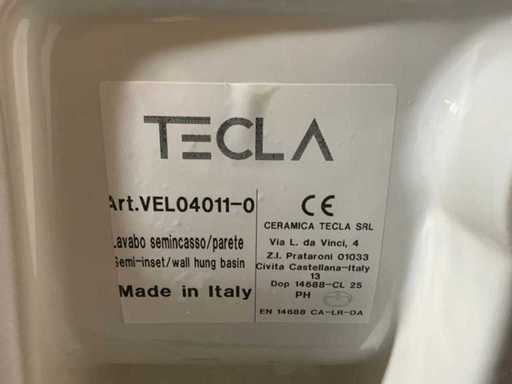 TECLA
Art.VEL04011-0
Lavabo semincasso/parete
Semi-inset/wall hung basin
Made in Italy
CE
CERAMICA TECLA SRL
Via L. da Vinci, 4
Z.I. Prataroni 01033
Civita Castellana-Italy
13
Dop 14688-CL 25
PH
EN 14688 CA-LR-DA